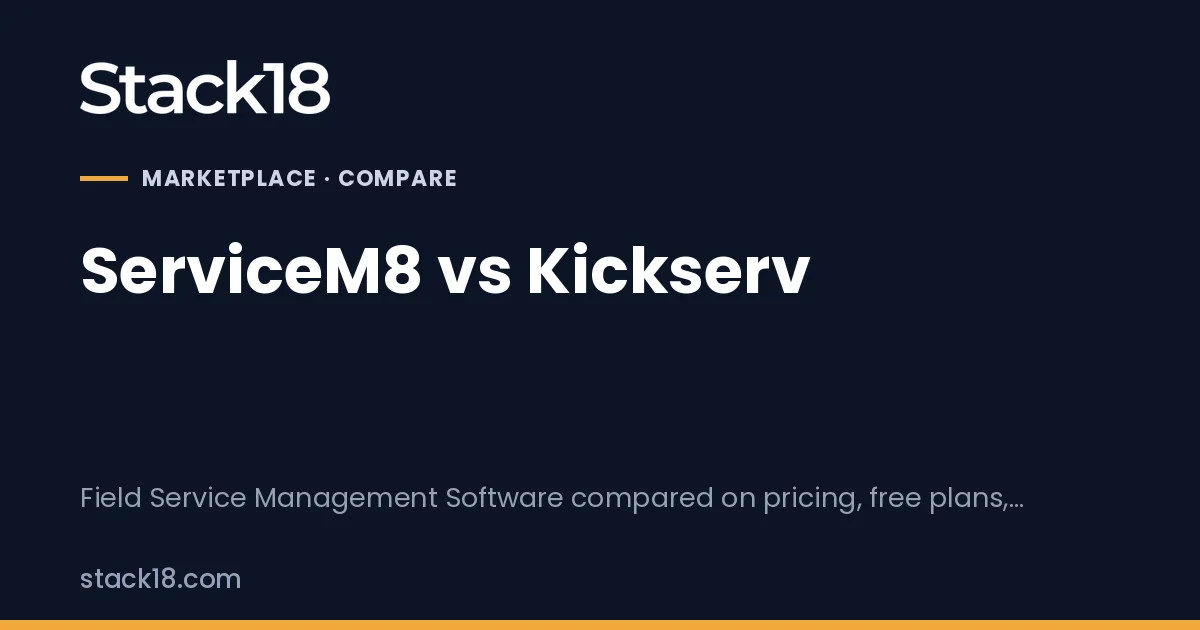 Stack18
MARKETPLACE · COMPARE
ServiceM8 vs Kickserv
Field Service Management Software compared on pricing, free plans,...
stack18.com